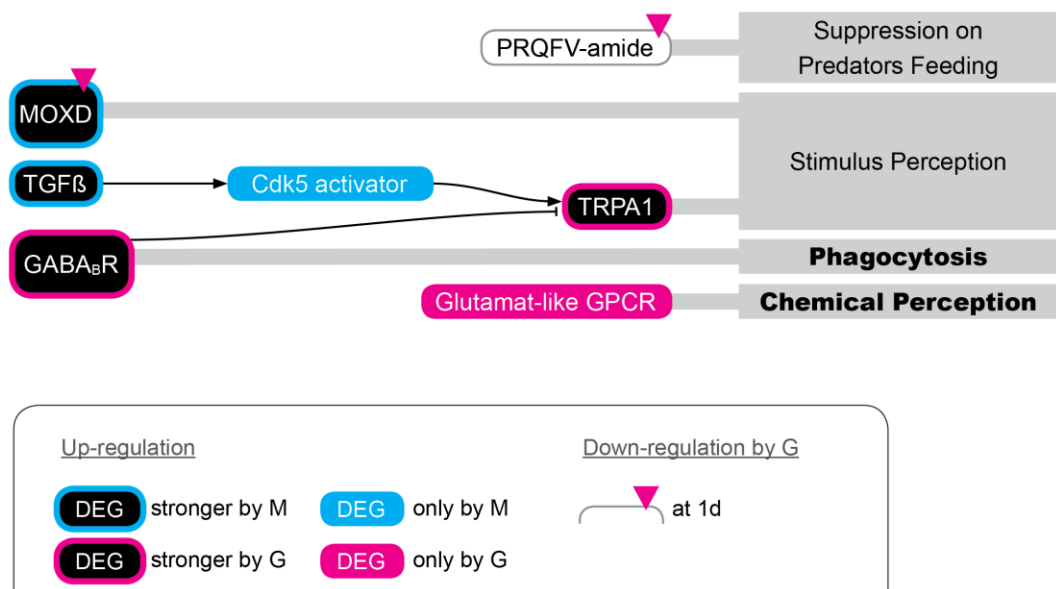 PRQFV-amide
Suppression on
Predators Feeding
MOXD
Stimulus Perception
TGFß
Cdk5 activator
TRPA1
GABABR
Phagocytosis
Glutamat-like GPCR
Chemical Perception
Up-regulation
Down-regulation by G
DEG stronger by M
DEG only by M
at 1d
DEG stronger by G
DEG only by G